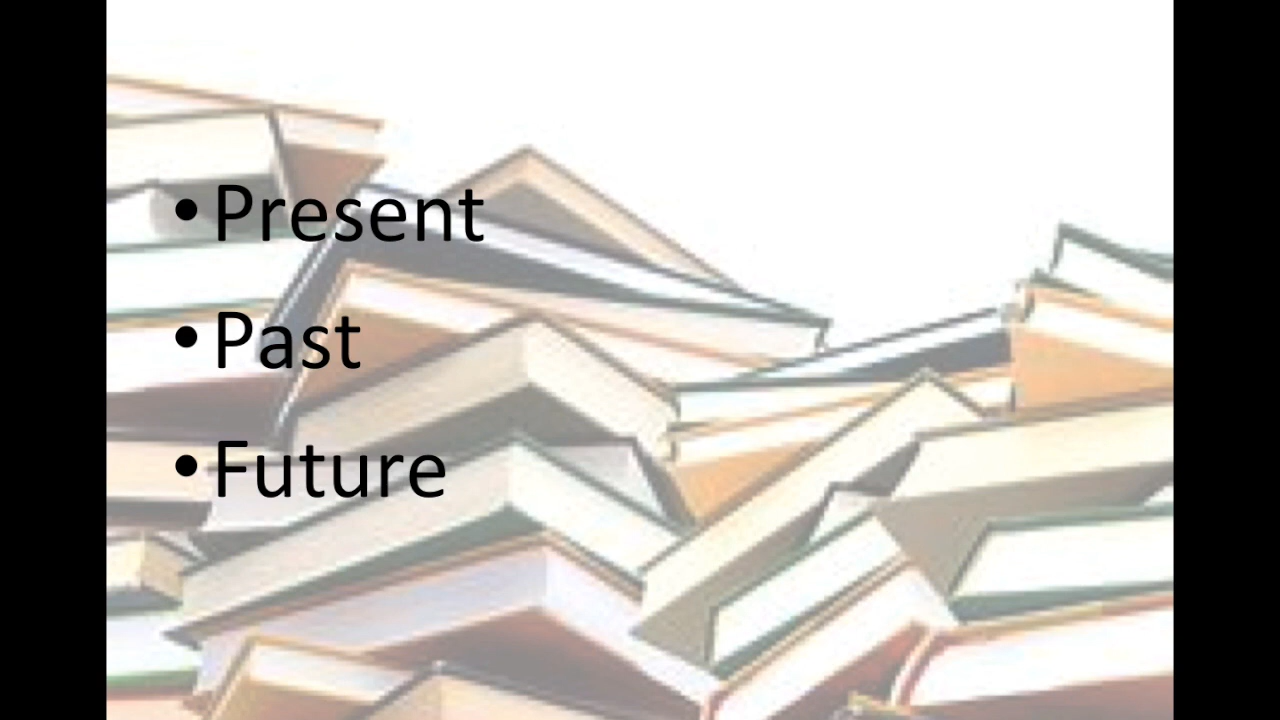 • Present
• Past
• Future